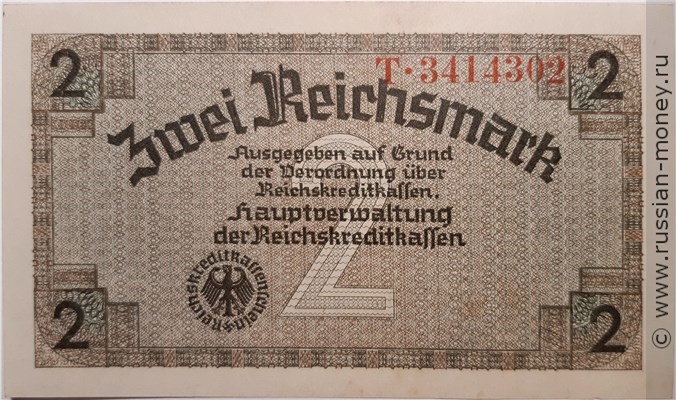 2 T·3414302 2
Zwei Reichsmark
Ausgegeben auf Grund
der Verordnung über
Reichskreditkassen.
Hauptverwaltung
der Reichskreditkassen
2
2 2
© www.russian-money.ru